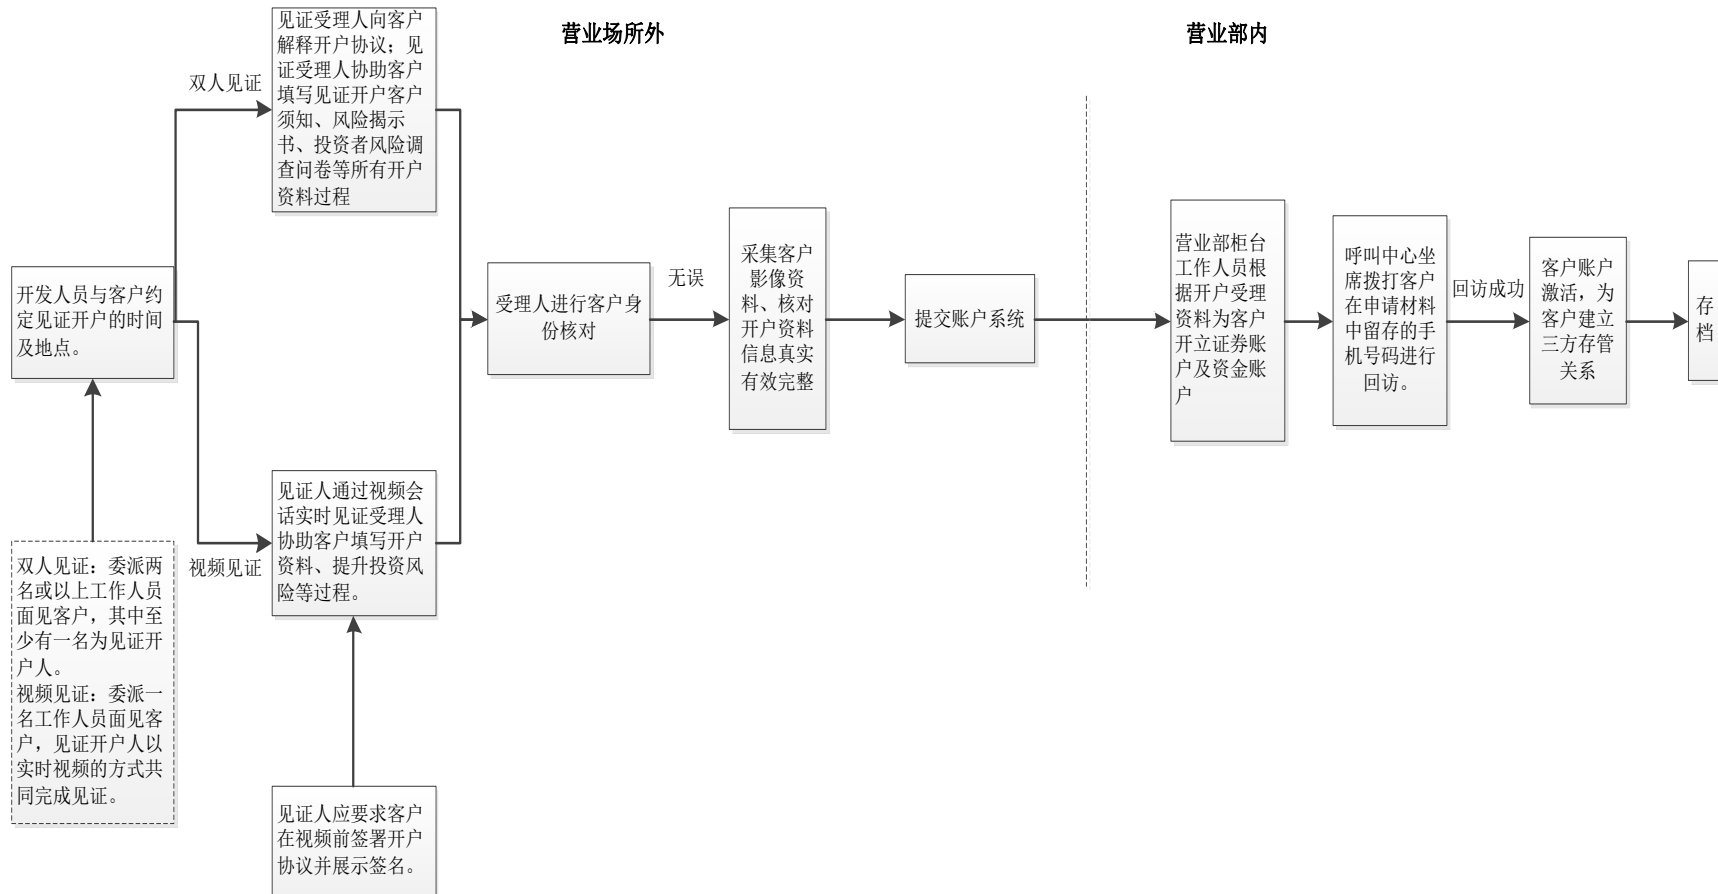 营业场所外
营业部内
见证受理人向客户
解释开户协议；见
证受理人协助客户
填写见证开户客户
须知、风险揭示
书、投资者风险调
查问卷等所有开户
资料过程
双人见证
开发人员与客户约
定见证开户的时间
及地点。
受理人进行客户身
份核对
无误
采集客户
影像资
料、核对
开户资料
信息真实
有效完整
提交账户系统
营业部柜台
工作人员根
据开户受理
资料为客户
开立证券账
户及资金账
户
呼叫中心坐
席拨打客户
在申请材料
中留存的手
机号码进行
回访。
回访成功
客户账户
激活，为
客户建立
三方存管
关系
存
档
见证人通过视频会
话实时见证受理人
协助客户填写开户
资料、提升投资风
险等过程。
视频见证
双人见证：委派两
名或以上工作人员
面见客户，其中至
少有一名为见证开
户人。
视频见证：委派一
名工作人员面见客
户，见证开户人以
实时视频的方式共
同完成见证。
见证人应要求客户
在视频前签署开户
协议并展示签名。